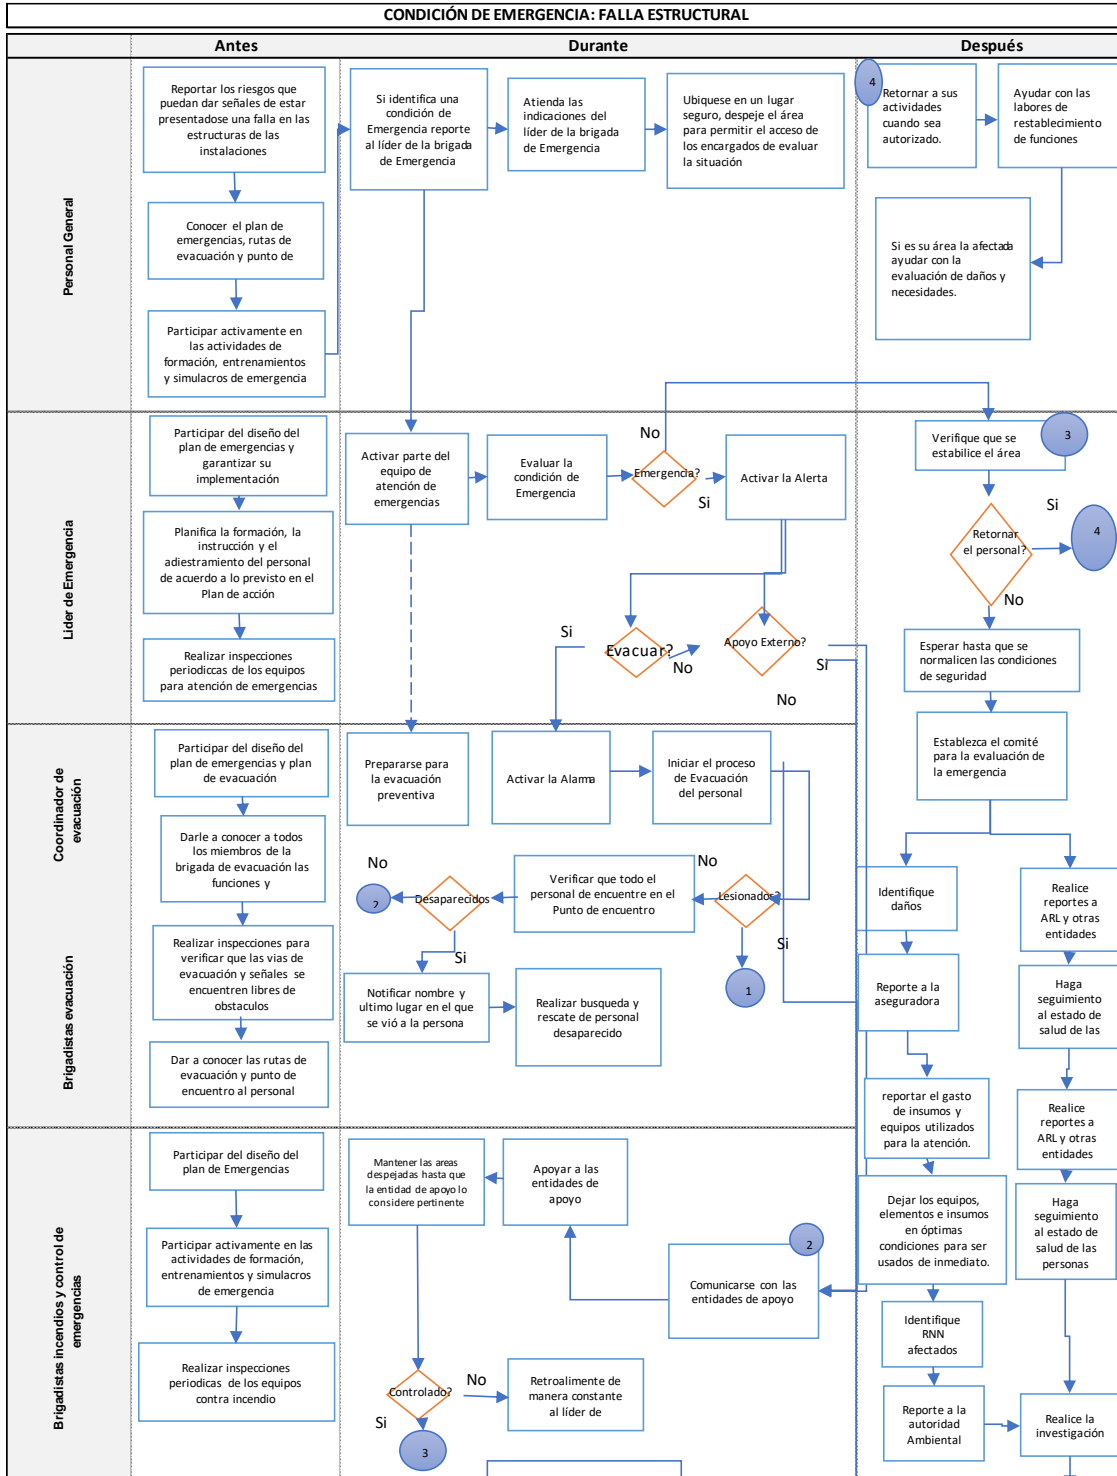 CONDICIÓN DE EMERGENCIA: FALLA ESTRUCTURAL
Antes
Durante
Después
Personal General
Reportar los riesgos que
puedan dar señales de estar
presentadose una falla en las
estructuras de las
instalaciones
Conocer el plan de
emergencias, rutas de
evacuación y punto de
Participar activamente en
las actividades de
formación, entrenamientos
y simulacros de emergencia
Si identifica una
condición de
Emergencia reporte
al líder de la brigada
de Emergencia
Atienda las
indicaciones del
líder de la brigada
de Emergencia
Ubiquese en un lugar
seguro, despeje el área
para permitir el acceso de
los encargados de evaluar
la situación
4
Retornar a sus
actividades
cuando sea
autorizado.
Ayudar con las
labores de
restablecimiento
de funciones
Si es su área la afectada
ayudar con la
evaluación de daños y
necesidades.
Lider de Emergencia
Participar del diseño del
plan de emergencias y
garantizar su
implementación
Planifica la formación, la
instrucción y el
adiestramiento del personal
de acuerdo a lo previsto en el
Plan de acción
Realizar inspecciones
periodiccas de los equipos
para atención de emergencias
Activar parte del
equipo de
atención de
emergencias
Evaluar la
condición de
Emergencia
No
Emergencia?
Si
Activar la Alerta
Si
Evacuar?
No
Apoyo Externo?
Si
No
3
Verifique que se
estabilice el área
Si
Retornar
el personal?
4
No
Esperar hasta que se
normalicen las condiciones
de seguridad
Establezca el comité
para la evaluación de
la emergencia
Coordinador de
evacuación
Brigadistas evacuación
Participar del diseño del
plan de emergencias y plan
de evacuación
Darle a conocer a todos
los miembros de la
brigada de evacuación las
funciones y
Realizar inspecciones para
verificar que las vias de
evacuación y señales se
encuentren libres de
obstaculos
Dar a conocer las rutas de
evacuación y punto de
encuentro al personal
Prepararse para
la evacuación
preventiva
Activar la Alarma
Iniciar el proceso
de Evacuación
del personal
No
2
Desaparecidos
Si
Verificar que todo el
personal de encuentre en el
Punto de encuentro
No
Lesionados?
Si
1
Notificar nombre y
ultimo lugar en el que
se vió a la persona
Realizar busqueda y
rescate de personal
desaparecido
Identifique
daños
Reporte a la
aseguradora
reportar el gasto
de insumos y
equipos utilizados
para la atención.
Dejar los equipos,
elementos e insumos
en óptimas
condiciones para ser
usados de inmediato.
Identifique
RNN
afectados
Reporte a la
autoridad
Ambiental
Realice
reportes a
ARL y otras
entidades
Haga
seguimiento
al estado de
salud de las
Realice
reportes a
ARL y otras
entidades
Haga
seguimiento
al estado de
salud de las
personas
Realice la
investigación
Brigadistas incendios y control de
emergencias
Participar del diseño del
plan de Emergencias
Participar activamente en las
actividades de formación,
entrenamientos y simulacros
de emergencia
Realizar inspecciones
periodicas de los equipos
contra incendio
Mantener las areas
despejadas hasta que
la entidad de apoyo lo
considere pertinente
Apoyar a las
entidades de
apoyo
2
Comunicarse con las
entidades de apoyo
Controlado?
No
Si
3
Retroalimente de
manera constante
al líder de